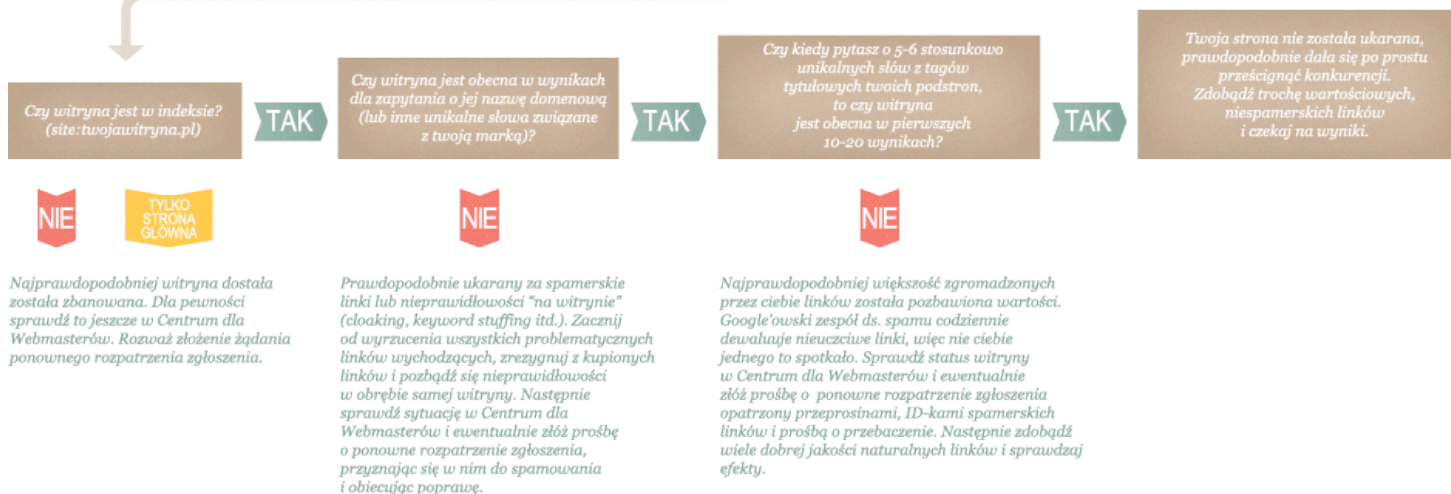 Czy witryna jest w indeksie?
(site:twojawitryna.pl)
TAK
Czy witryna jest obecna w wynikach
dla zapytania o jej nazwę domenową
(lub inne unikalne słowa związane
z twoją marką)?
TAK
Czy kiedy pytasz o 5-6 stosunkowo
unikalnych słów z tagów
tytułowych twoich podstron,
to czy witryna
jest obecna w pierwszych
10-20 wynikach?
TAK
Twoja strona nie została ukarana,
prawdopodobnie dała się po prostu
prześcignąć konkurencji.
Zdobądź trochę wartościowych,
niespamerskich linków
i czekaj na wyniki.
NIE
TYLKO
STRONA
GŁÓWNA
NIE
NIE
Najprawdopodobniej witryna dostała
została zbanowana. Dla pewności
sprawdź to jeszcze w Centrum dla
Webmasterów. Rozważ złożenie żądania
ponownego rozpatrzenia zgłoszenia.
Prawdopodobnie ukarany za spamerskie
linki lub nieprawidłowości "na witrynie"
(cloaking, keyword stuffing itd.). Zacznij
od wyrzucenia wszystkich problematycznych
linków wychodzących, zrezygnuj z kupionych
linków i pozbądź się nieprawidłowości
w obrębie samej witryny. Następnie
sprawdź sytuację w Centrum dla
Webmasterów i ewentualnie złóż prośbę
o ponowne rozpatrzenie zgłoszenia,
przyznając się w nim do spamowania
i obiecując poprawę.
Najprawdopodobniej większość zgromadzonych
przez ciebie linków została pozbawiona wartości.
Google'owski zespół ds. spamu codziennie
dewaluuje nieuczciwe linki, więc nie ciebie
jednego to spotkało. Sprawdź status witryny
w Centrum dla Webmasterów i ewentualnie
złóż prośbę o ponowne rozpatrzenie zgłoszenia
opatrzony przeprosinami, ID-kami spamerskich
linków i prośbą o przebaczenie. Następnie zdobądź
wiele dobrej jakości naturalnych linków i sprawdzaj
efekty.